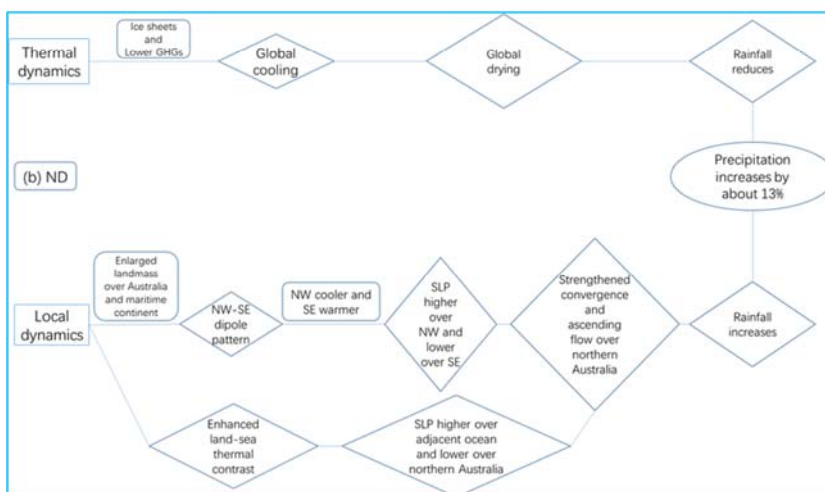 Ice sheets
and
Lower GHGs
Thermal
dynamics
Global
cooling
Global
drying
Rainfall
reduces
(b) ND
Precipitation
increases by
about 13%
Enlarged
landmass
over Australia
and maritime
continent
Local
dynamics
NW-SE
dipole
pattern
NW cooler and
SE warmer
SLP
higher
over
NW and
lower
over SE
Strengthened
convergence
and
ascending
flow over
northern
Australia
Rainfall
increases
Enhanced
land-sea
thermal
contrast
SLP higher over
adjacent ocean
and lower over
northern Australia